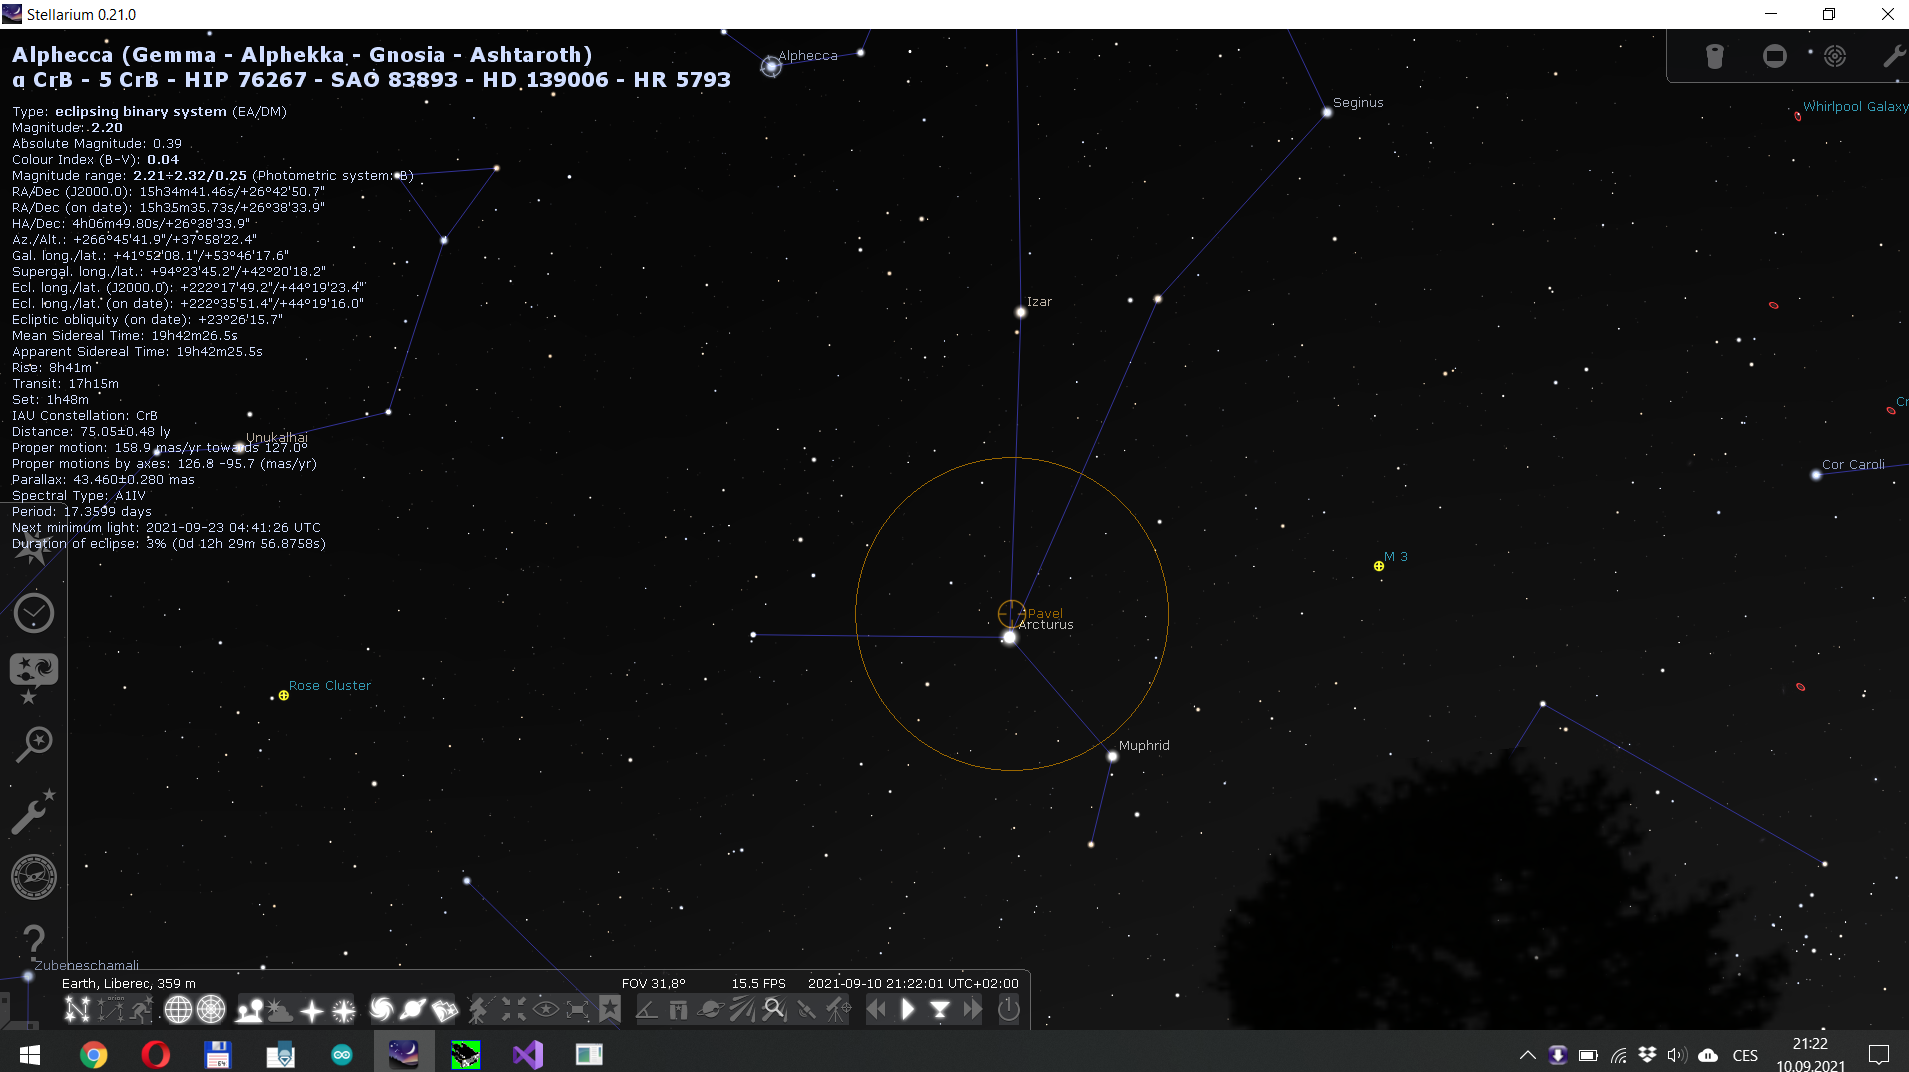 Stellarium 0.21.0
Alphecca (Gemma - Alphekka - Gnosia - Ashtaroth)
α CrB - 5 CrB - HIP 76267 - SAO 83893 - HD 139006 - HR 5793
Type: eclipsing binary system (EA/DM)
Magnitude: 2.20
Absolute Magnitude: 0.39
Colour Index (B-V): 0.04
Magnitude range: 2.21÷2.32/0.25 (Photometric system: B)
RA/Dec (J2000.0): 15h34m41.46s/+26°42'50.7"
RA/Dec (on date): 15h35m35.73s/+26°38'33.9"
HA/Dec: 4h06m49.80s/+26°38'33.9"
Az./Alt.: +266°45'41.9"/+37°58'22.4"
Gal. long./lat.: +41°52'08.1"/+53°46'17.6"
Supergal. long./lat.: +94°23'45.2"/+42°20'18.2"
Ecl. long./lat. (J2000.0): +222°17'49.2"/+44°19'23.4"
Ecl. long./lat. (on date): +222°35'51.4"/+44°19'16.0"
Ecliptic obliquity (on date): +23°26'15.7"
Mean Sidereal Time: 19h42m26.5s
Apparent Sidereal Time: 19h42m25.5s
Rise: 8h41m
Transit: 17h15m
Set: 1h48m
IAU Constellation: CrB
Distance: 75.05±0.48 ly
Proper motion: 158.9 mas/yr towards 127.0°
Proper motions by axes: 126.8 -95.7 (mas/yr)
Parallax: 43.460±0.280 mas
Spectral Type: A1IV
Period: 17.3599 days
Next minimum light: 2021-09-23 04:41:26 UTC
Duration of eclipse: 3% (0d 12h 29m 56.8758s)
Alphecca
Seginus
Whirlpool Galaxy
Izar
Cr
Unukalhai
Cor Caroli
M 3
Pavel
Arcturus
Rose Cluster
Muphrid
Zubeneschamali
Earth, Liberec, 359 m
FOV 31,8°
15.5 FPS
2021-09-10 21:22:01 UTC+02:00
orion
64
CES
21:22
10.09.2021